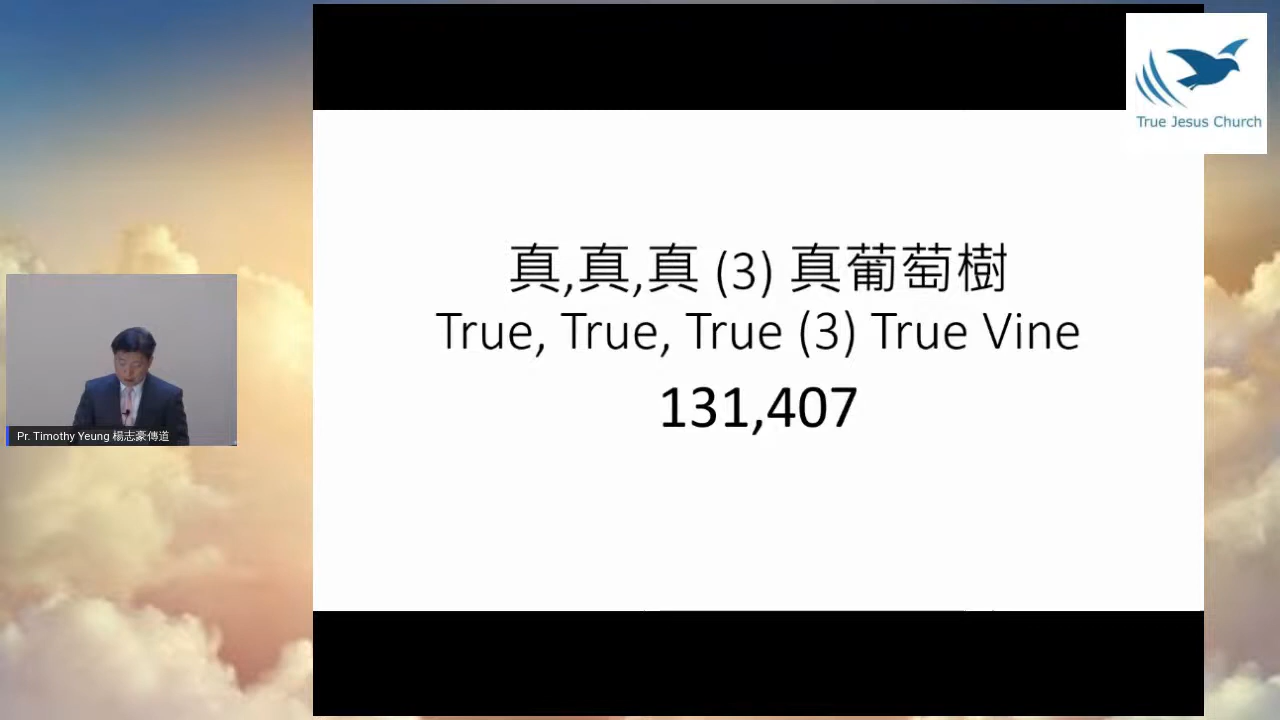 True Jesus Church
真,真,真 (3) 真葡萄樹
True, True, True (3) True Vine
131,407
Pr. Timothy Yeung 楊志豪傳道